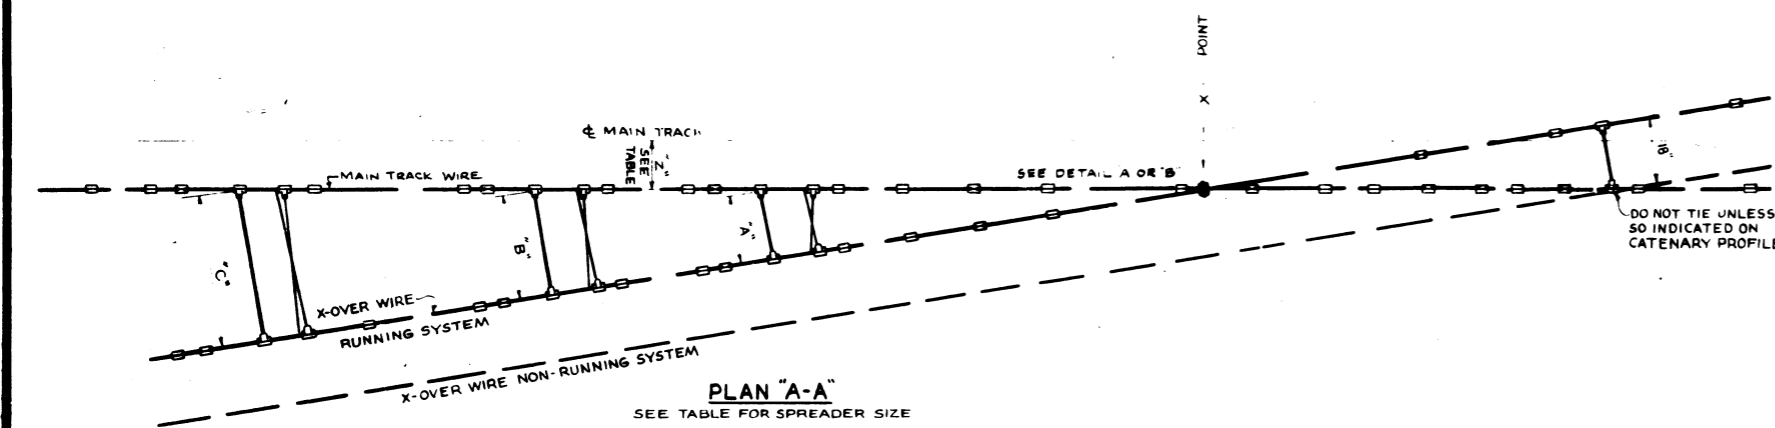 POINT
X
℄ MAIN TRACK
"Z"
SEE
TABLE
MAIN TRACK WIRE
SEE DETAIL A OR "B"
18"
"A"
"B"
"C"
DO NOT TIE UNLESS
SO INDICATED ON
CATENARY PROFILE
X-OVER WIRE
RUNNING SYSTEM
X-OVER WIRE NON-RUNNING SYSTEM
PLAN "A-A"
SEE TABLE FOR SPREADER SIZE